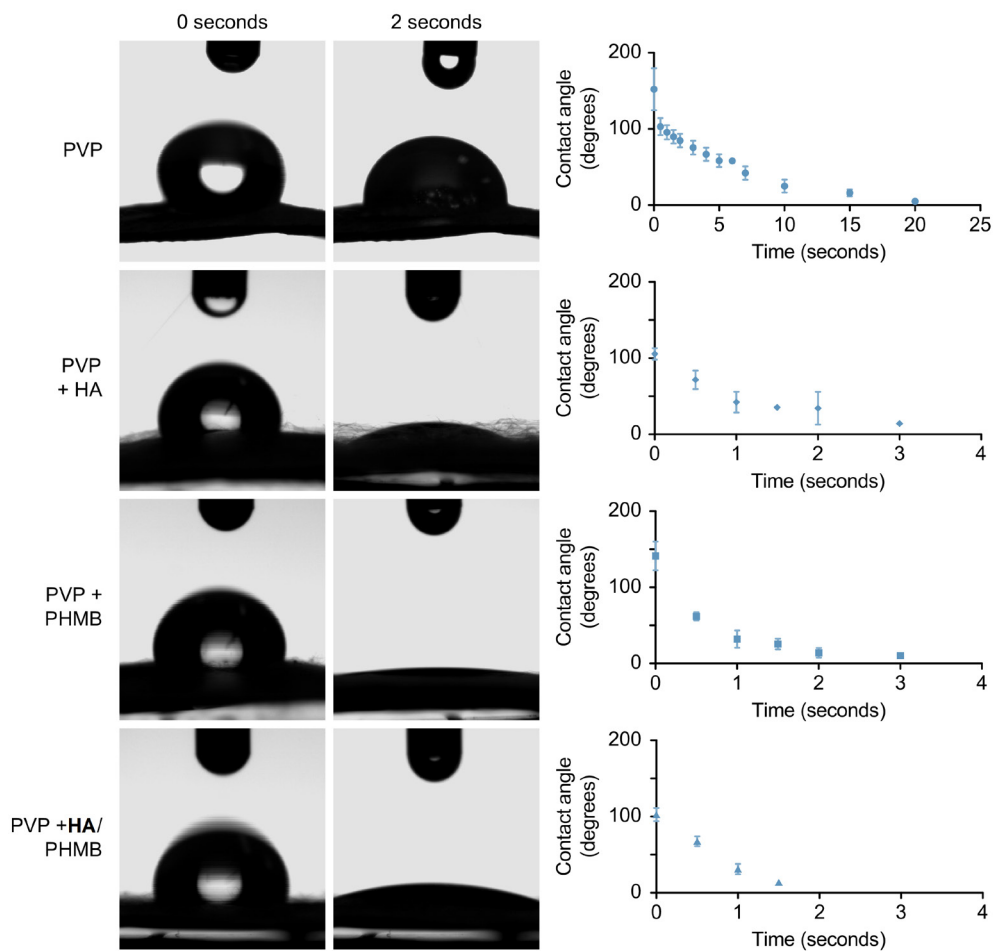 0 seconds
2 seconds
PVP
200
100
0
Contact angle
(degrees)
0
5
10
15
20
25
Time (seconds)
PVP
+ HA
200
100
0
Contact angle
(degrees)
0
1
2
3
4
Time (seconds)
PVP +
PHMB
200
100
0
Contact angle
(degrees)
0
1
2
3
4
Time (seconds)
PVP +HA/
PHMB
200
100
0
Contact angle
(degrees)
0
1
2
3
4
Time (seconds)